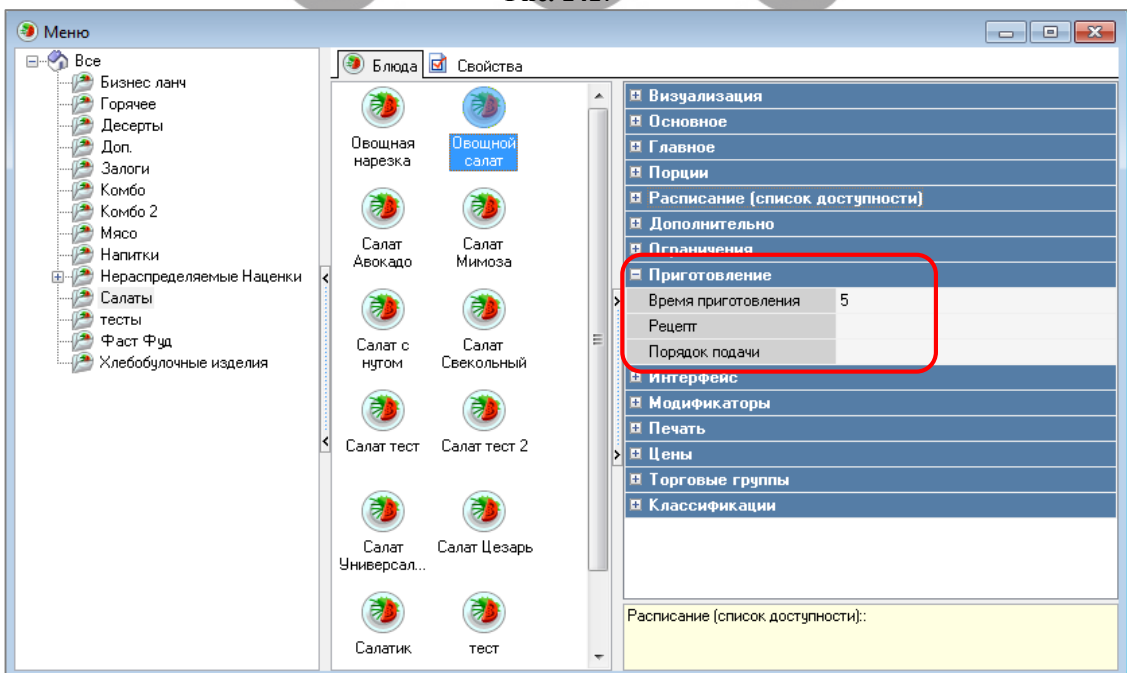 Меню
Все
Бизнес ланч
Горячее
Десерты
Доп.
Залоги
Комбо
Комбо 2
Мясо
Напитки
Нераспределяемые Наценки
Салаты
тесты
Фаст Фуд
Хлебобулочные изделия
Блюда Свойства
Овощная
нарезка
Овощной
салат
Салат
Авокадо
Салат
Мимоза
Салат с
нутом
Салат
Свекольный
Салат тест
Салат тест 2
Салат
Универсал...
Салат Цезарь
Салатик
тест
Визуализация
Основное
Главное
Порции
Расписание (список доступности)
Дополнительно
Ограничения
Приготовление
Время приготовления 5
Рецепт
Порядок подачи
Интерфейс
Модификаторы
Печать
Цены
Торговые группы
Классификации
Расписание (список доступности)::